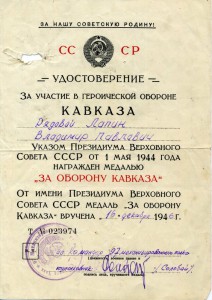 ЗА НАШУ СОВЕТСКУЮ РОДИНУ!
СС СР
УДОСТОВЕРЕНИЕ
ЗА УЧАСТИЕ В ГЕРОИЧЕСКОЙ ОБОРОНЕ
КАВКАЗА
Рядовой Лапин
Владимир Павлович
УКАЗОМ ПРЕЗИДИУМА ВЕРХОВНОГО
СОВЕТА СССР ОТ 1 МАЯ 1944 ГОДА
НАГРАЖДЕН МЕДАЛЬЮ
„ЗА ОБОРОНУ КАВКАЗА“
ОТ ИМЕНИ ПРЕЗИДИУМА ВЕРХОВНОГО
СОВЕТА СССР МЕДАЛЬ „ЗА ОБОРОНУ
КАВКАЗА“ ВРУЧЕНА 16 декабря 194
№ 023974